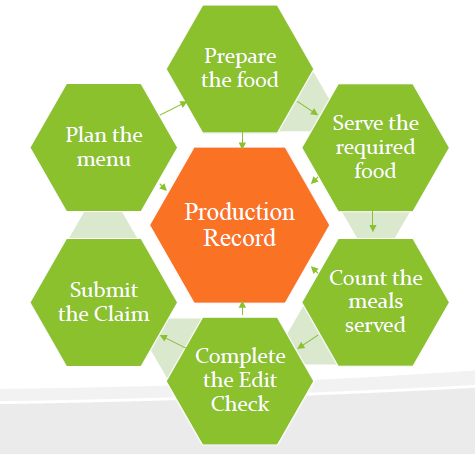 Prepare
the food
Plan the
menu
Serve the
required
food
Production
Record
Submit
the Claim
Count the
meals
served
Complete
the Edit
Check